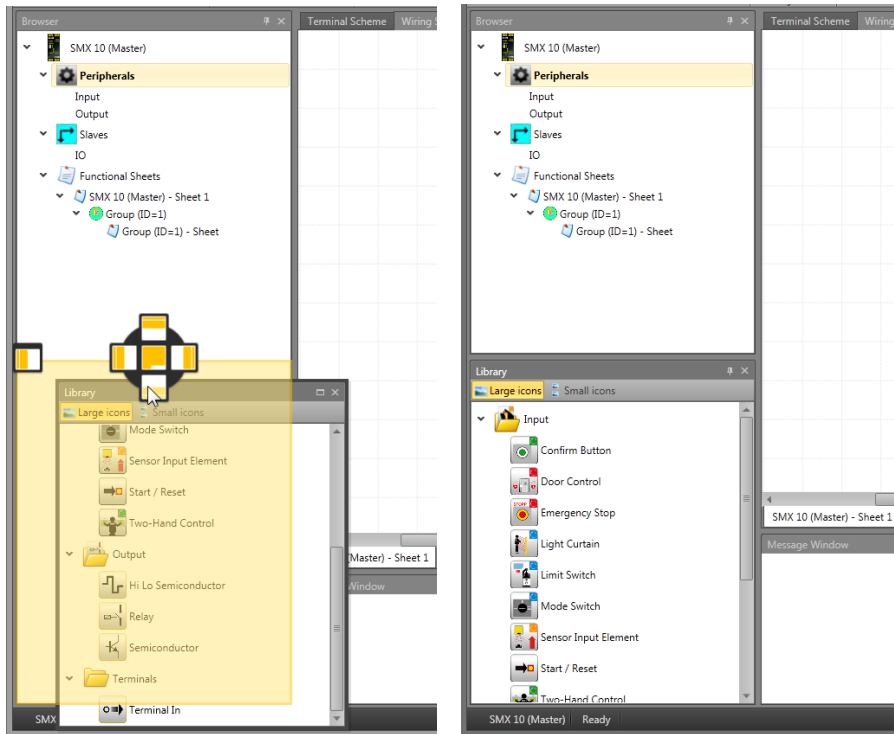 Browser
Terminal Scheme
Wiring
SMX 10 (Master)
Peripherals
Input
Output
Slaves
IO
Functional Sheets
SMX 10 (Master) - Sheet 1
Group (ID=1)
Group (ID=1) - Sheet
Library
Large icons
Small icons
Mode Switch
Sensor Input Element
Start / Reset
Two-Hand Control
Output
Hi Lo Semiconductor
Relay
Semiconductor
Terminals
Terminal In
(Master) - Sheet 1
Window
SMX
Browser
Terminal Scheme
Wiring
SMX 10 (Master)
Peripherals
Input
Output
Slaves
IO
Functional Sheets
SMX 10 (Master) - Sheet 1
Group (ID=1)
Group (ID=1) - Sheet
Library
Large icons
Small icons
Input
Confirm Button
Door Control
STOPP
Emergency Stop
Light Curtain
Limit Switch
Mode Switch
Sensor Input Element
Start / Reset
Two-Hand Control
SMX 10 (Master) - Sheet 1
Message Window
SMX 10 (Master)
Ready